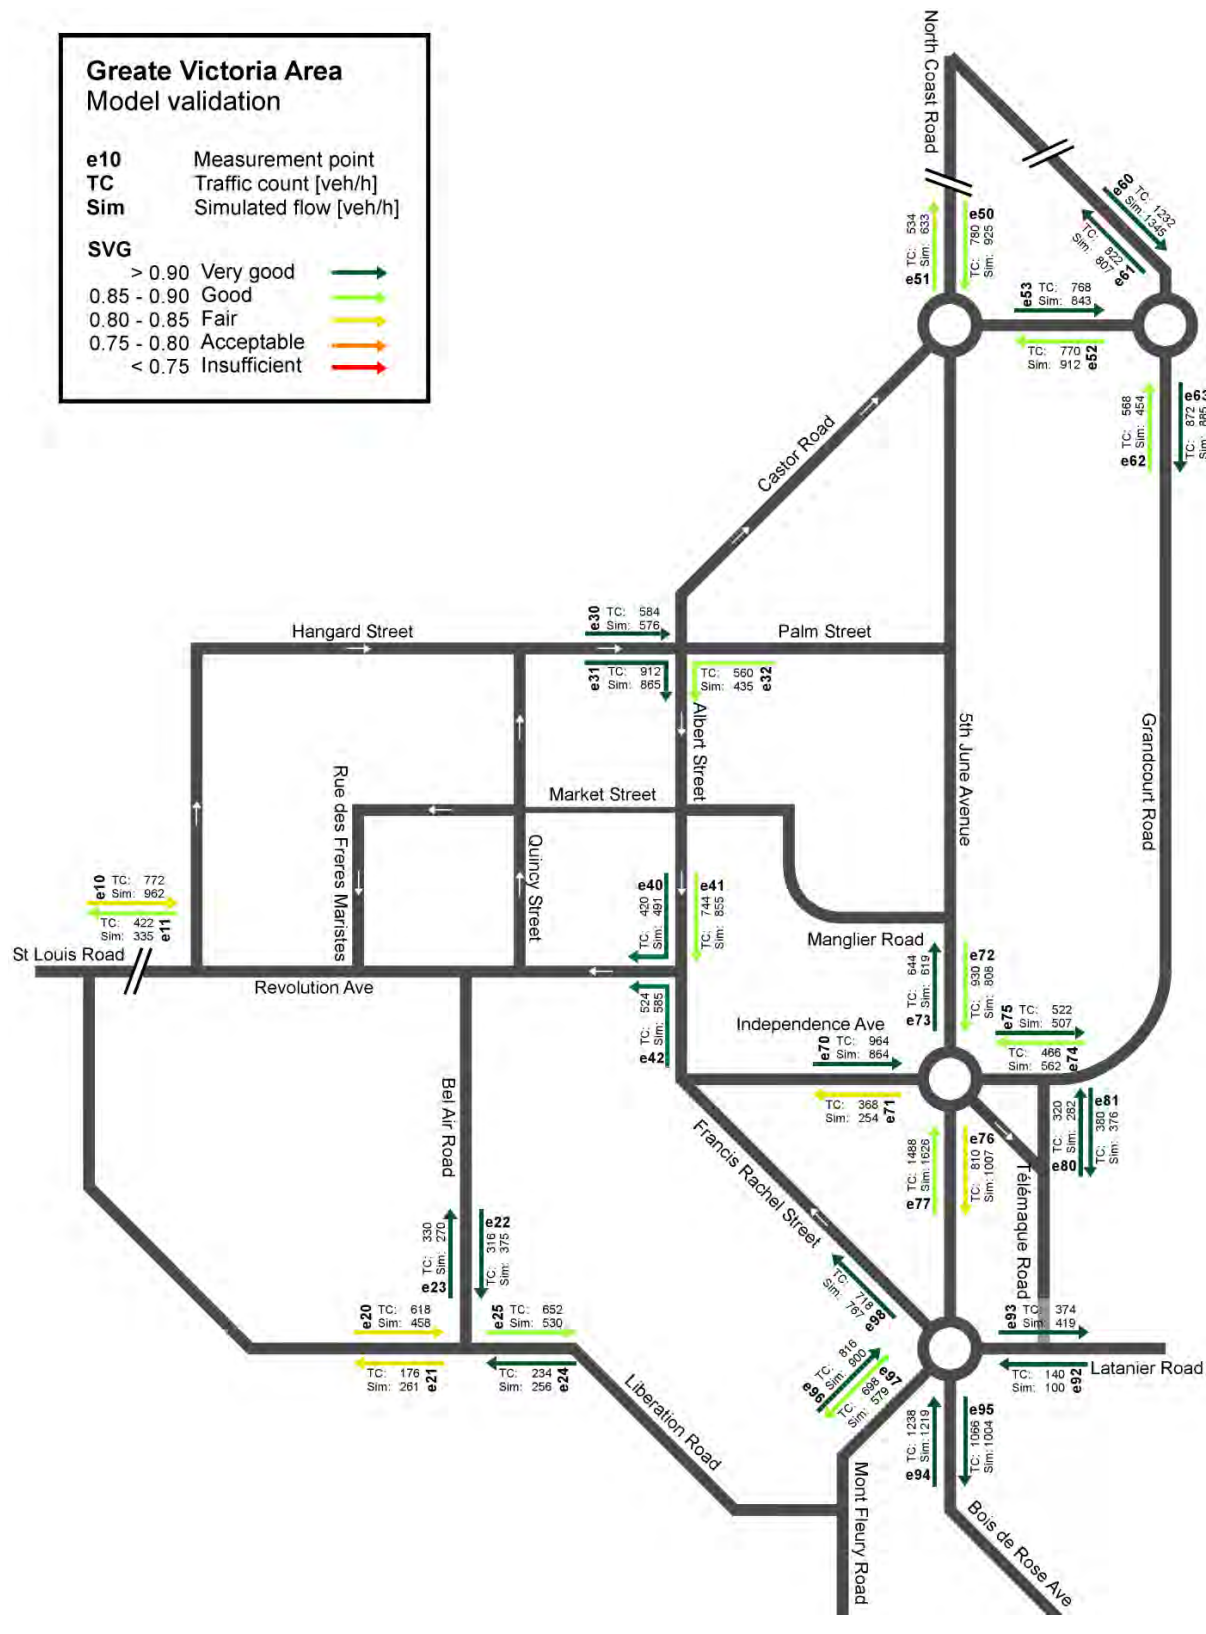 Greate Victoria Area
Model validation
e10 Measurement point
TC Traffic count [veh/h]
Sim Simulated flow [veh/h]
SVG
> 0.90 Very good
0.85 - 0.90 Good
0.80 - 0.85 Fair
0.75 - 0.80 Acceptable
< 0.75 Insufficient
North Coast Road
e60
TC: 1232
Sim: 1345
TC: 822
Sim: 807
e61
TC: 534
Sim: 633
e51
e50
TC: 780
Sim: 925
e53
TC: 768
Sim: 843
TC: 770
Sim: 912
e52
TC: 568
Sim: 454
e62
e63
TC: 872
Sim: 885
Castor Road
Hangard Street
e30
TC: 584
Sim: 576
Palm Street
e31
TC: 912
Sim: 865
TC: 560
Sim: 435
e32
Albert Street
5th June Avenue
Grandcourt Road
Rue des Freres Maristes
Market Street
Quincy Street
e10
TC: 772
Sim: 962
TC: 422
Sim: 335
e11
St Louis Road
Revolution Ave
e40
TC: 420
Sim: 491
e41
TC: 744
Sim: 855
Manglier Road
TC: 524
Sim: 585
e42
TC: 644
Sim: 619
e73
e72
TC: 930
Sim: 808
Independence Ave
e70
TC: 964
Sim: 864
e75
TC: 522
Sim: 507
TC: 466
Sim: 562
e74
TC: 368
Sim: 254
e71
Bel Air Road
Francis Rachel Street
TC: 1488
Sim: 1626
e77
e76
TC: 810
Sim: 1007
TC: 320
Sim: 282
e80
e81
TC: 380
Sim: 376
Télémaque Road
TC: 330
Sim: 270
e23
e22
TC: 316
Sim: 375
e20
TC: 618
Sim: 458
e25
TC: 652
Sim: 530
TC: 176
Sim: 261
e21
TC: 234
Sim: 256
e24
TC: 718
Sim: 767
e98
e93
TC: 374
Sim: 419
TC: 140
Sim: 100
e92
Latanier Road
TC: 816
Sim: 900
e96
e97
TC: 698
Sim: 579
Liberation Road
TC: 1238
Sim: 1219
e94
e95
TC: 1066
Sim: 1004
Mont Fleury Road
Bois de Rose Ave